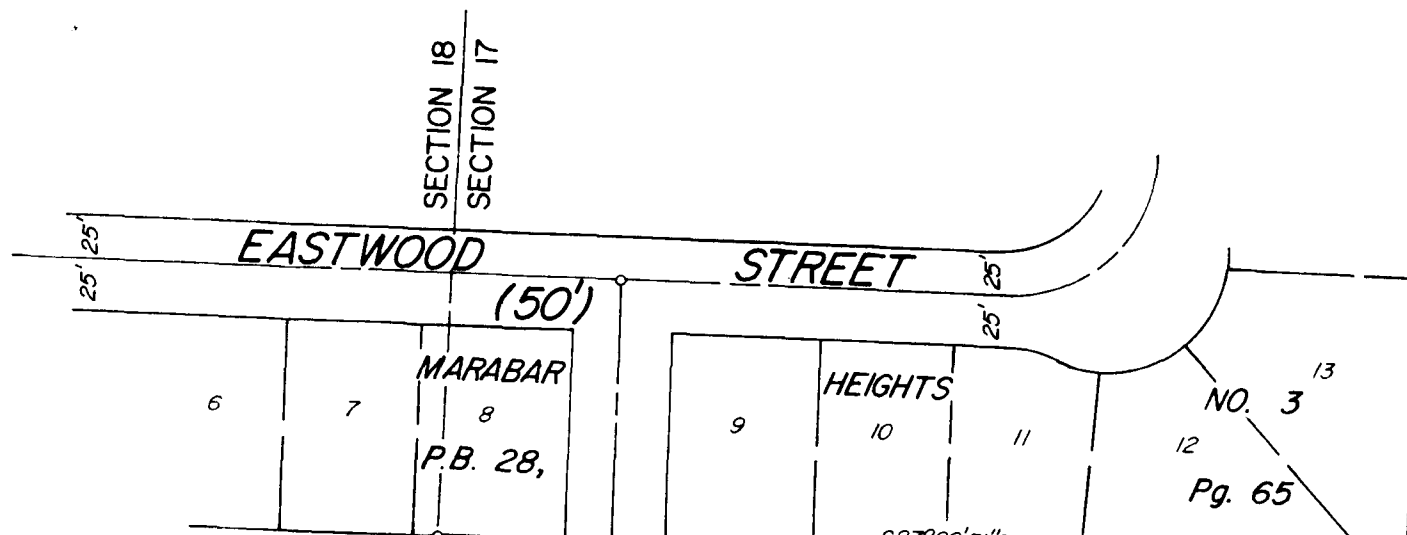 SECTION 18
SECTION 17
25'
25'
EASTWOOD STREET
(50')
25'
25'
MARABAR HEIGHTS NO. 3
P.B. 28, Pg. 65
6
7
8
9
10
11
12
13